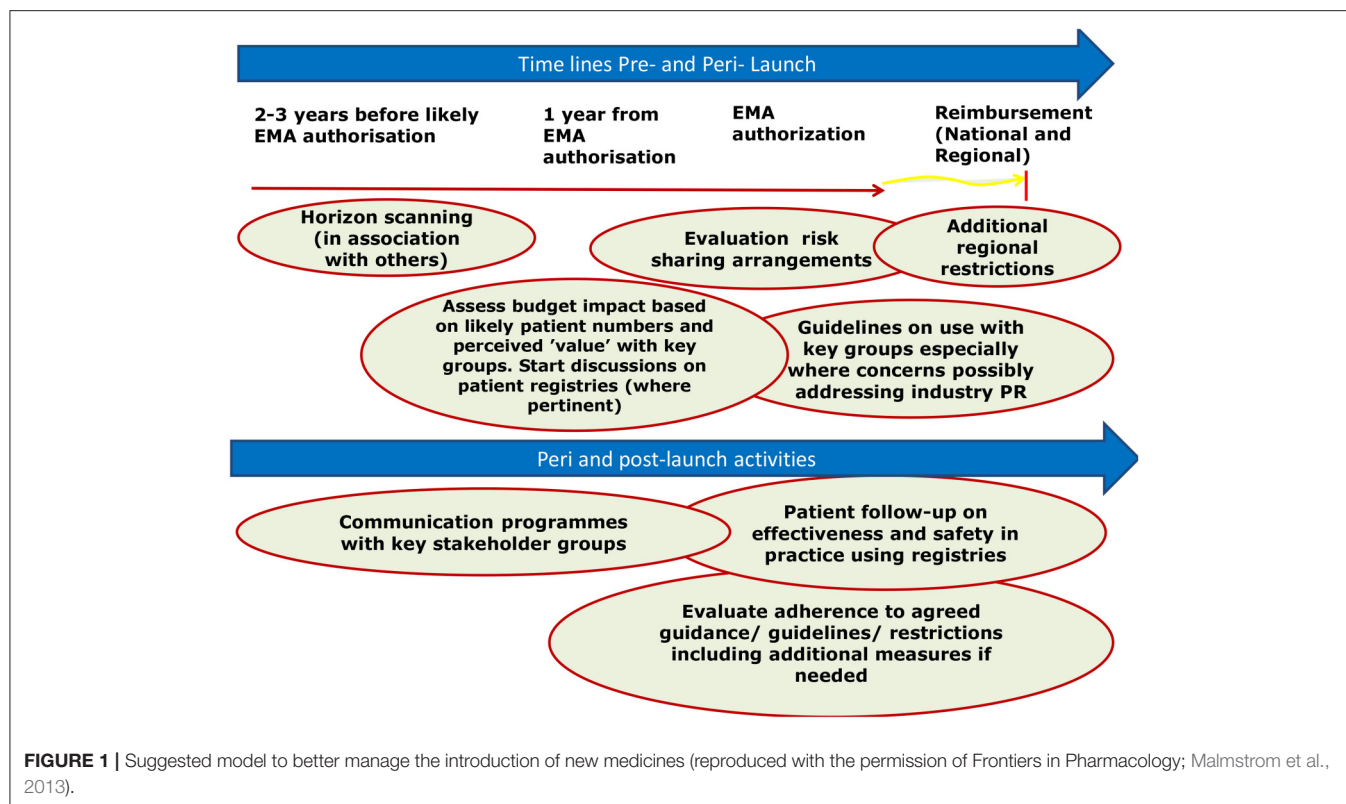 Time lines Pre- and Peri- Launch
2-3 years before likely
EMA authorisation
1 year from
EMA
authorisation
EMA
authorization
Reimbursement
(National and
Regional)
Horizon scanning
(in association
with others)
Evaluation risk
sharing arrangements
Additional
regional
restrictions
Assess budget impact based
on likely patient numbers and
perceived ’value’ with key
groups. Start discussions on
patient registries (where
pertinent)
Guidelines on use with
key groups especially
where concerns possibly
addressing industry PR
Peri and post-launch activities
Communication programmes
with key stakeholder groups
Patient follow-up on
effectiveness and safety in
practice using registries
Evaluate adherence to agreed
guidance/ guidelines/ restrictions
including additional measures if
needed
FIGURE 1 | Suggested model to better manage the introduction of new medicines (reproduced with the permission of Frontiers in Pharmacology; Malmstrom et al.,
2013).